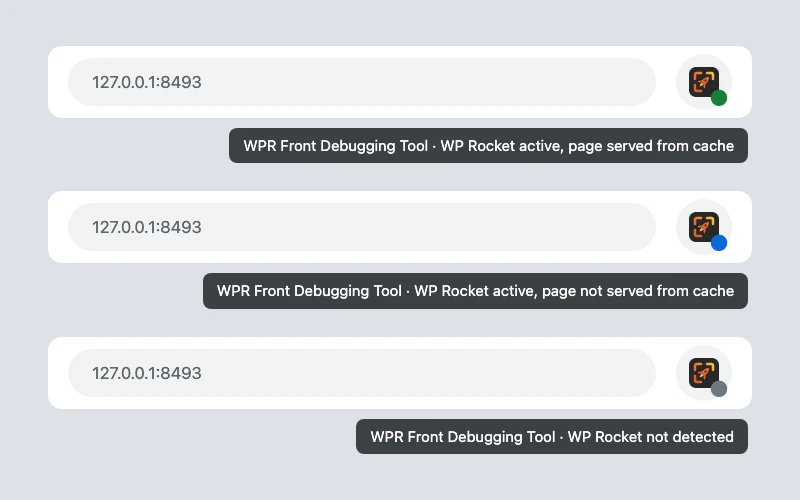 127.0.0.1:8493
WPR Front Debugging Tool · WP Rocket active, page served from cache
127.0.0.1:8493
WPR Front Debugging Tool · WP Rocket active, page not served from cache
127.0.0.1:8493
WPR Front Debugging Tool · WP Rocket not detected